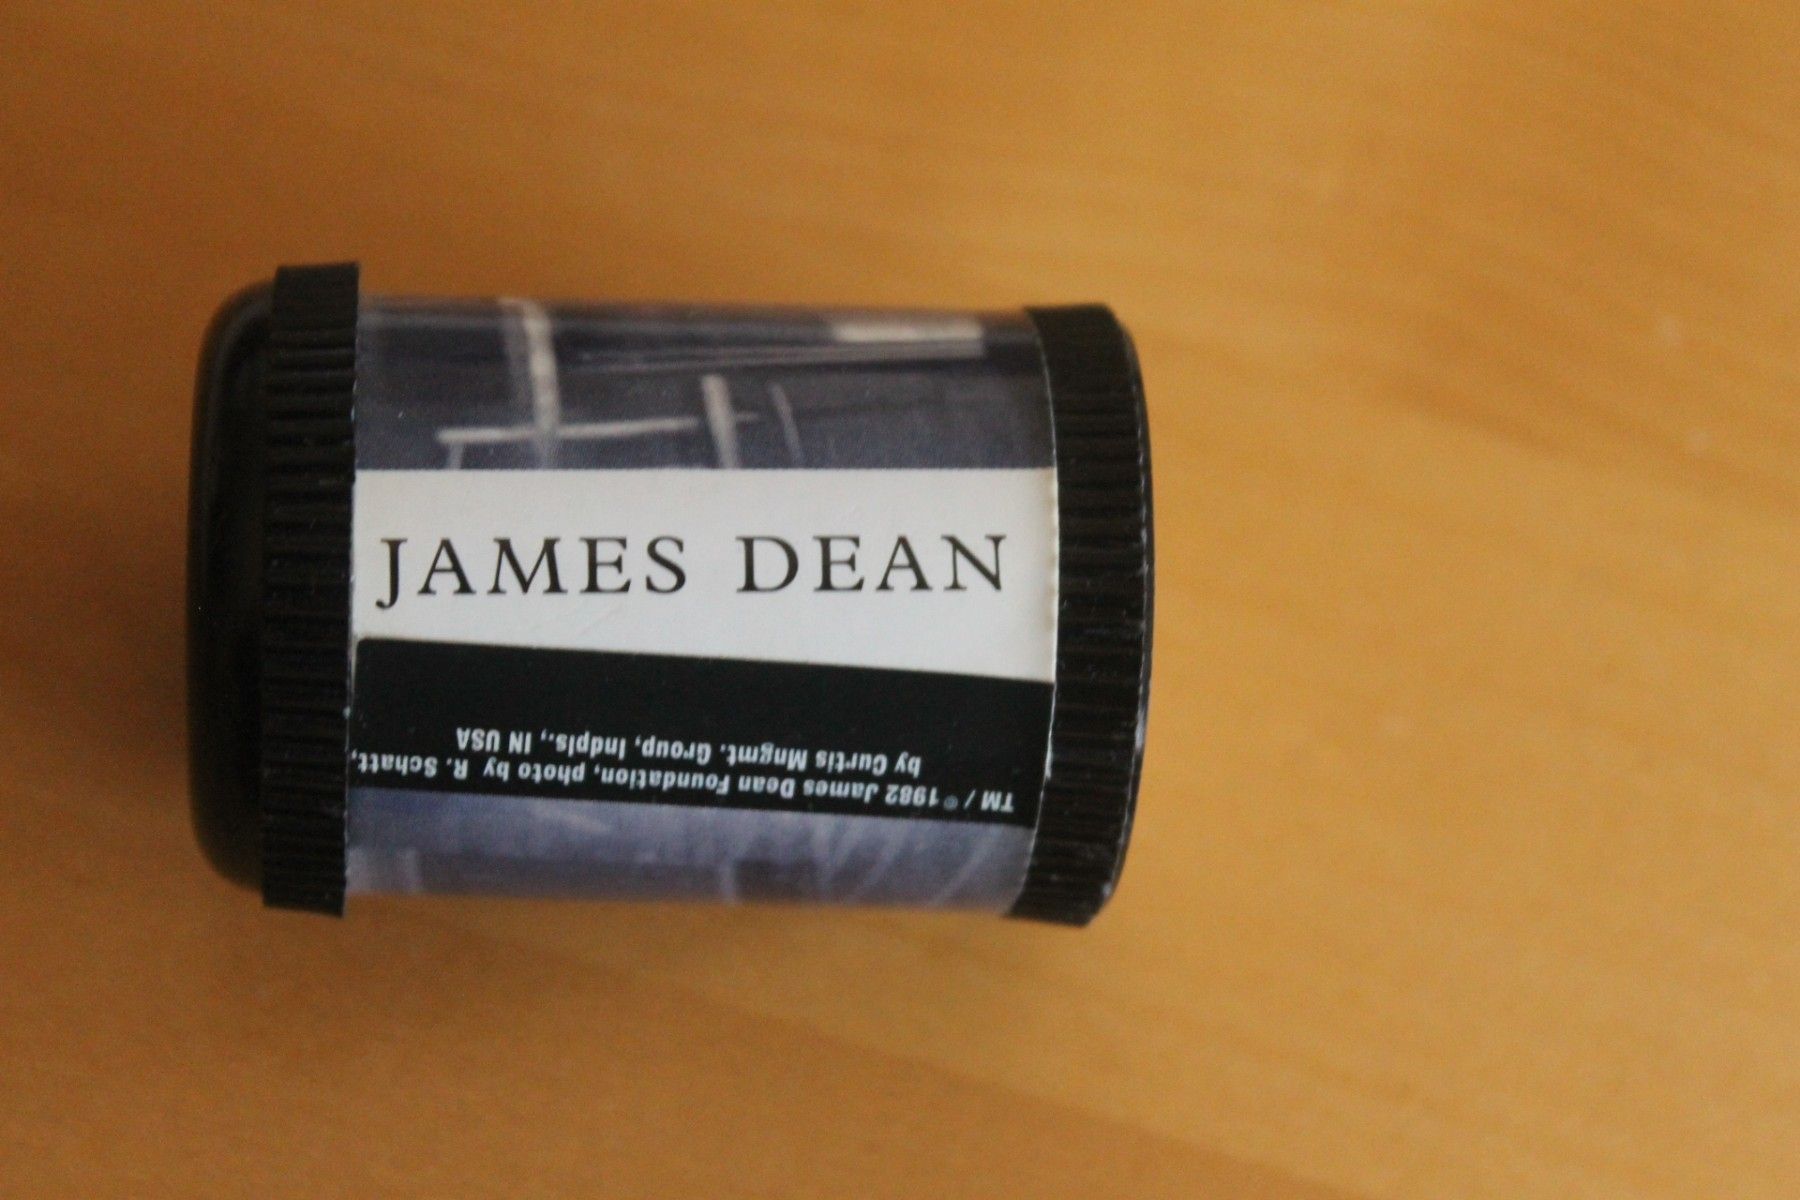 JAMES DEAN
TM / © 1982 James Dean Foundation, photo by R. Schatt,
by Curtis Mngmt. Group, Indpls., IN USA